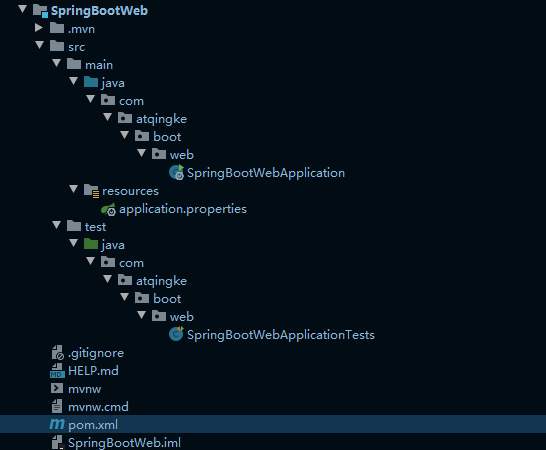 SpringBootWeb
.mvn
src
main
java
com
atqingke
boot
web
SpringBootWebApplication
resources
application.properties
test
java
com
atqingke
boot
web
SpringBootWebApplicationTests
.gitignore
HELP.md
mvnw
mvnw.cmd
pom.xml
SpringBootWeb.iml